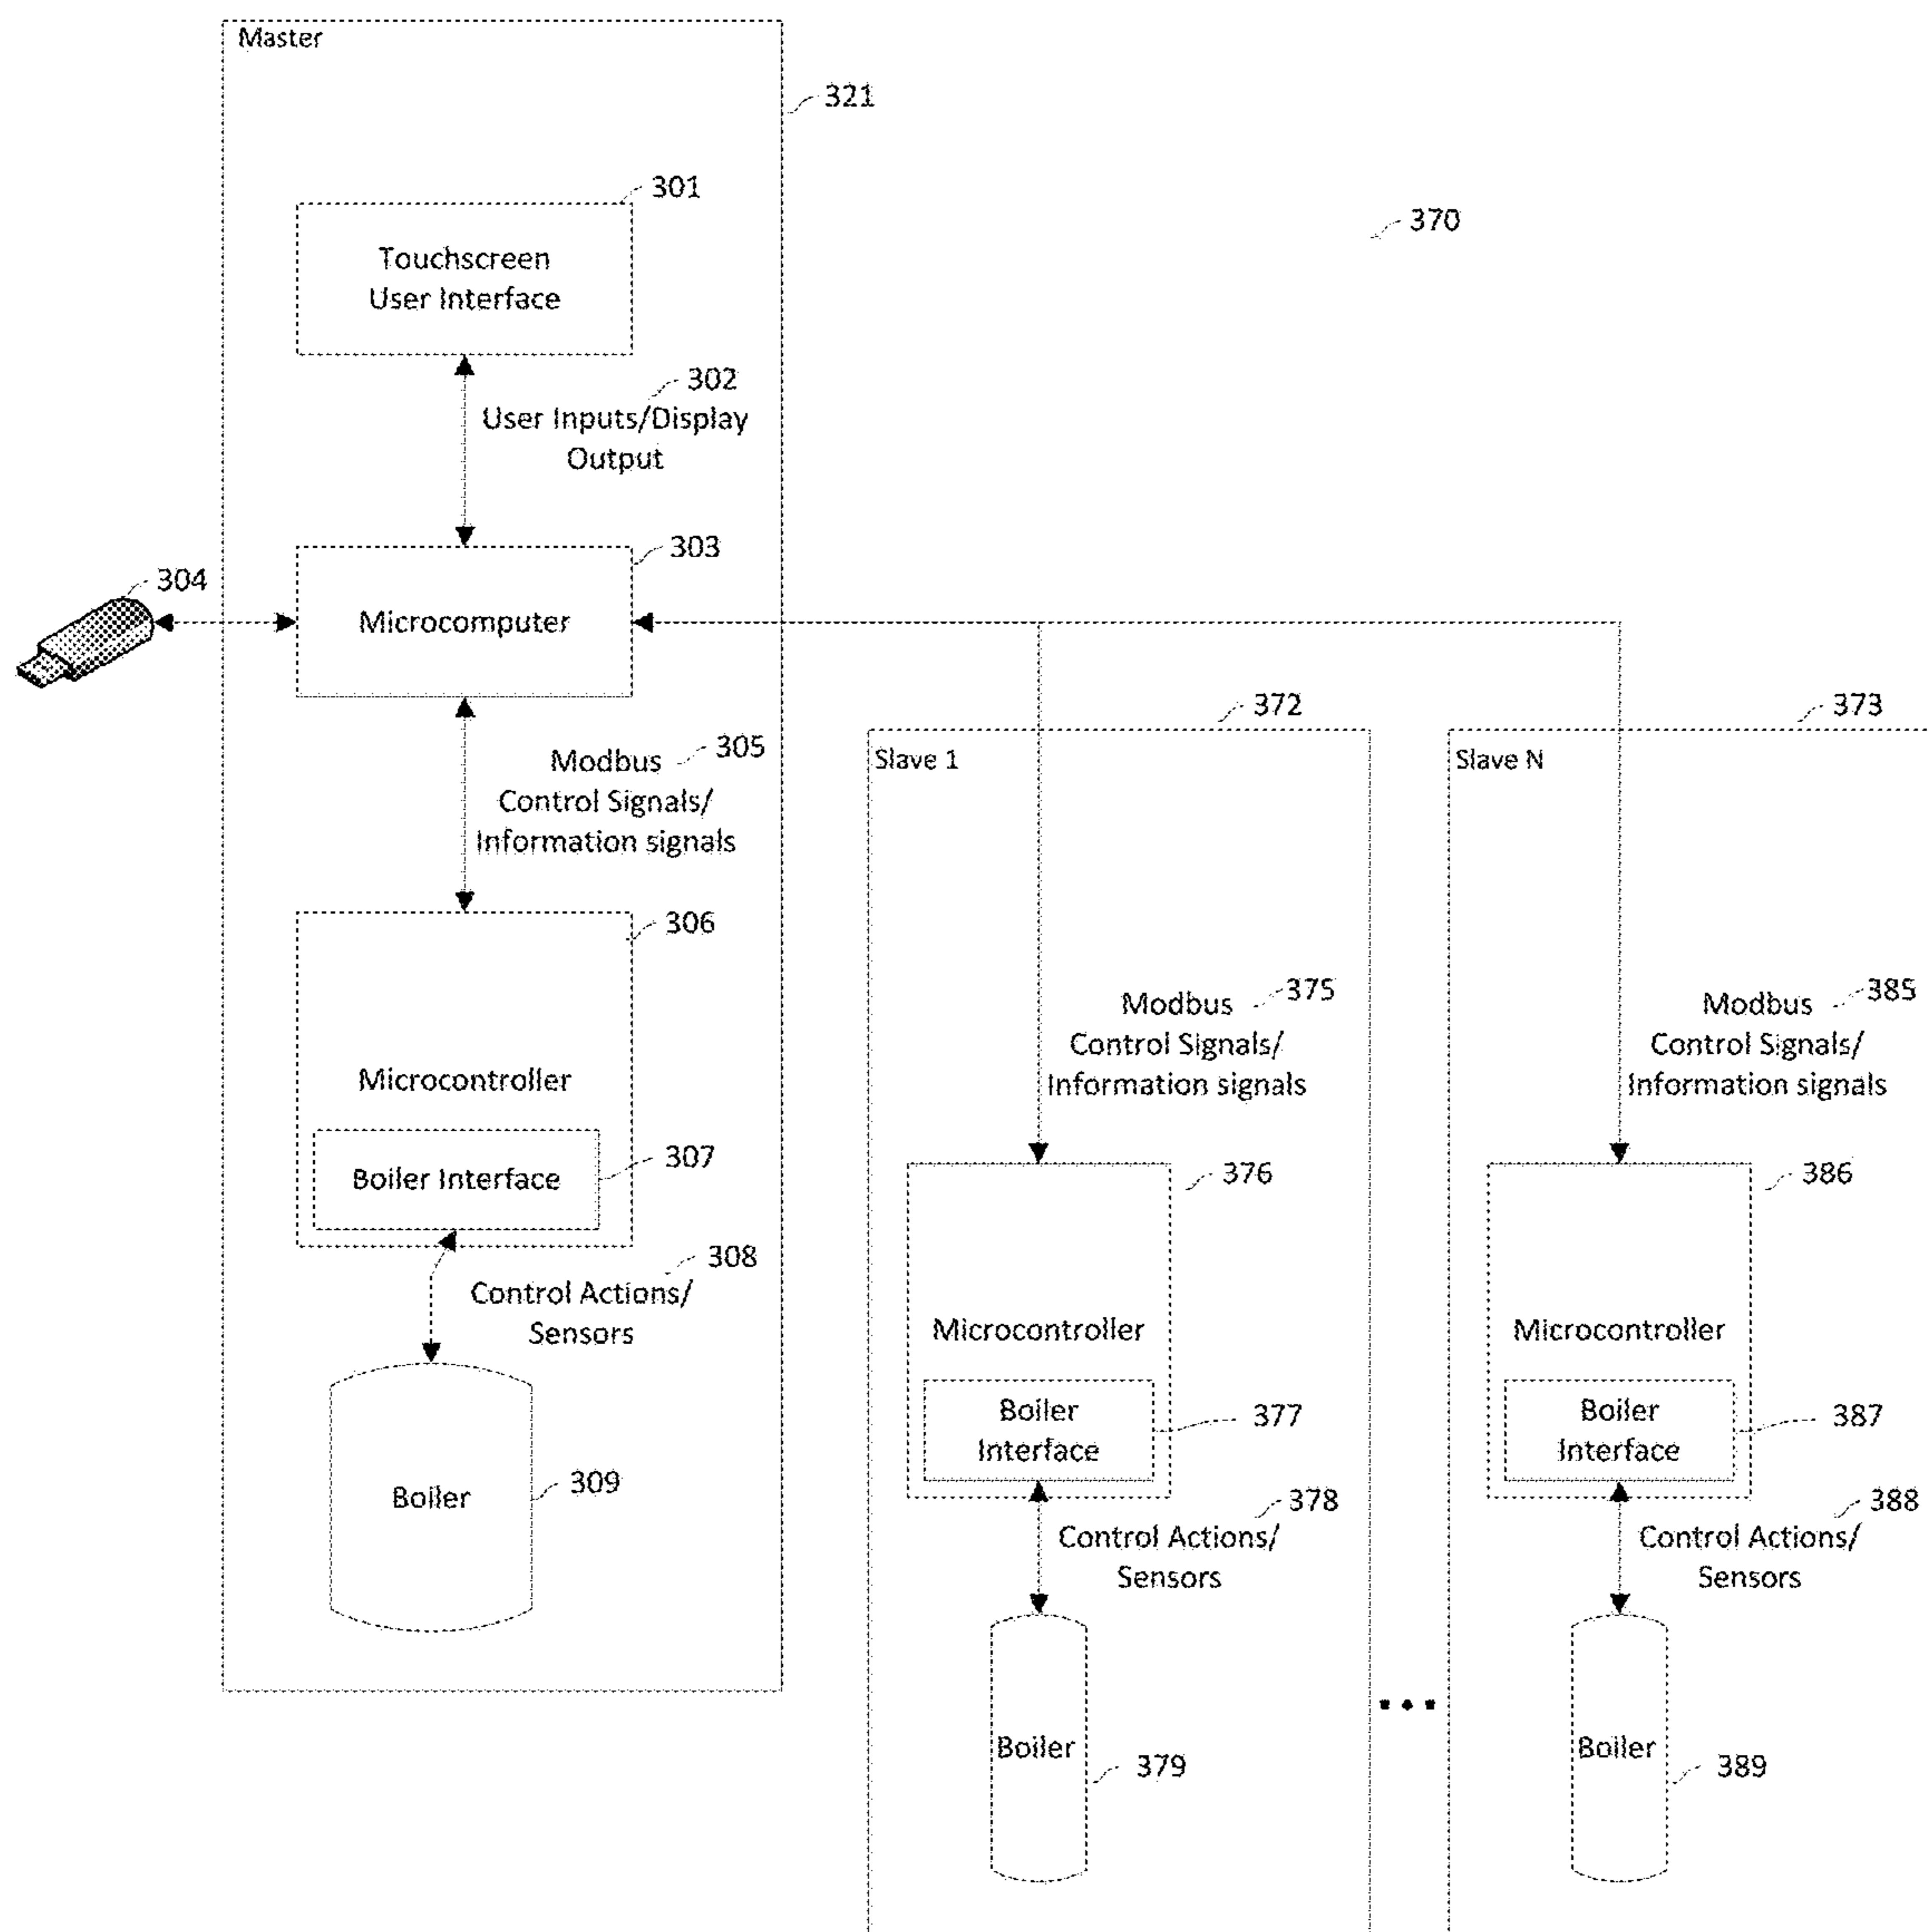 Master
321
301
Touchscreen
User Interface
370
302
User Inputs/Display
Output
303
304
Microcomputer
372
373
Modbus 305
Control Signals/
Information signals
Slave 1
Slave N
306
Microcontroller
Boiler Interface
307
308
Control Actions/
Sensors
Boiler
309
Modbus 375
Control Signals/
Information signals
376
Microcontroller
Boiler
Interface
377
378
Control Actions/
Sensors
Boiler
379
Modbus 385
Control Signals/
Information signals
386
Microcontroller
Boiler
Interface
387
388
Control Actions/
Sensors
Boiler
389